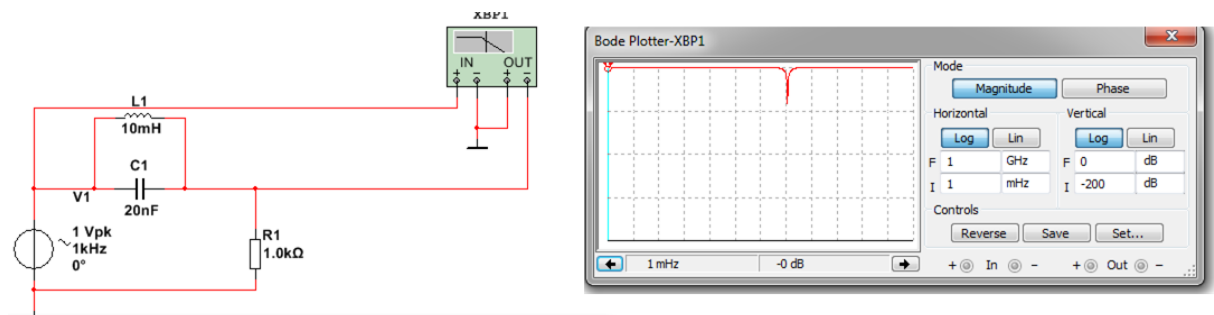 XBP1
IN OUT
+ − + −
L1
10mH
C1
20nF
V1
1 Vpk
1kHz
0°
R1
1.0kΩ
Bode Plotter-XBP1
Mode
Magnitude Phase
Horizontal Vertical
Log Lin Log Lin
F 1 GHz F 0 dB
I 1 mHz I -200 dB
Controls
Reverse Save Set...
1 mHz -0 dB
+ In − + Out −